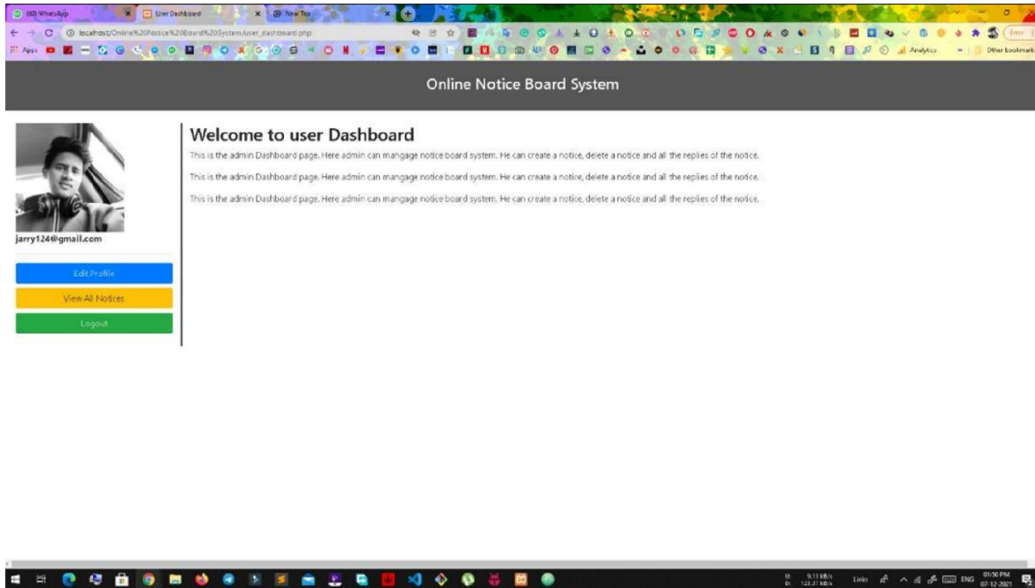 WhatsApp
User Dashboard
New Tab
localhost/Online%20Notice%20Board%20System/user_dashboard.php
Error
Apps
Analytics
Other bookmark
Online Notice Board System
Welcome to user Dashboard
This is the admin Dashboard page. Here admin can mangage notice board system. He can create a notice, delete a notice and all the replies of the notice.
This is the admin Dashboard page. Here admin can mangage notice board system. He can create a notice, delete a notice and all the replies of the notice.
This is the admin Dashboard page. Here admin can mangage notice board system. He can create a notice, delete a notice and all the replies of the notice.
jarry124@gmail.com
Edit Profile
View All Notices
Logout
Links
ENG
01:50 PM
07-12-2021